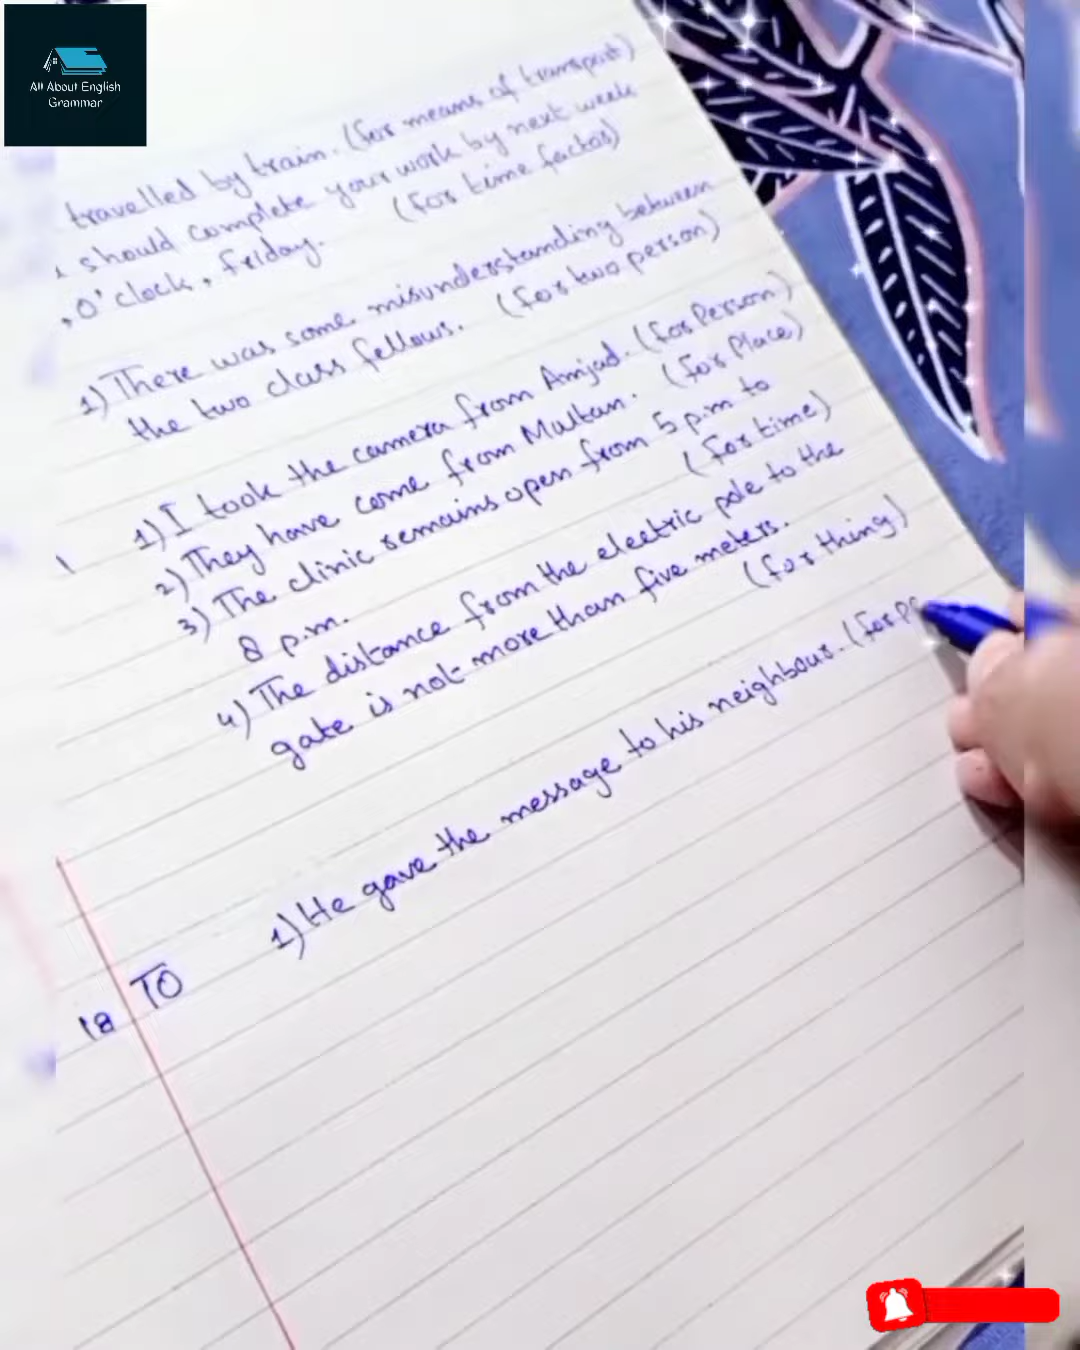 All About English
Grammar
travelled by train. (for means of transport)
should complete your work by next week
O'clock, friday. (for time factor)
1) There was some misunderstanding between
the two class fellows. (for two person)
1) I took the camera from Amjad. (for Person)
2) They have come from Multan. (for Place)
3) The clinic remains open from 5 p.m to
8 p.m. (for time)
4) The distance from the electric pole to the
gate is not more than five meters.
(for thing)
18 TO 1) He gave the message to his neighbour. (for pe